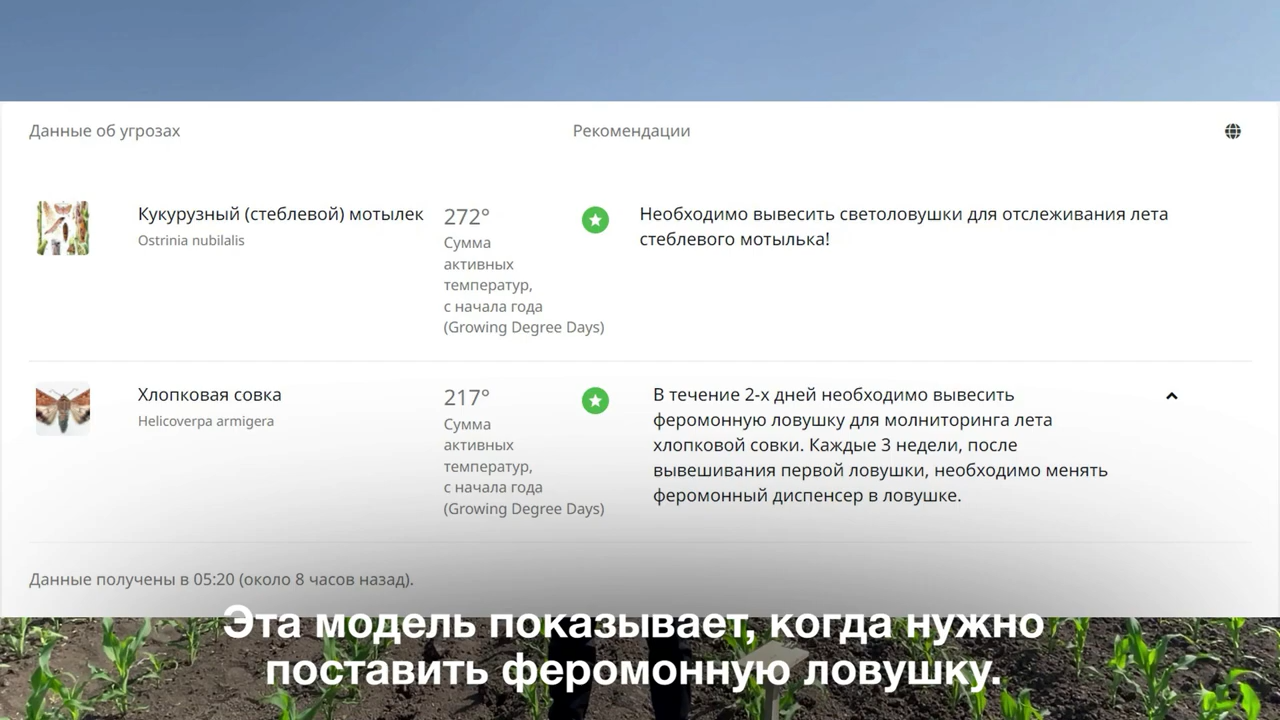 Данные об угрозах
Рекомендации
Кукурузный (стеблевой) мотылек
Ostrinia nubilalis
272°
Сумма
активных
температур,
с начала года
(Growing Degree Days)
Необходимо вывесить светоловушки для отслеживания лета
стеблевого мотылька!
Хлопковая совка
Helicoverpa armigera
217°
Сумма
активных
температур,
с начала года
(Growing Degree Days)
В течение 2-х дней необходимо вывесить
феромонную ловушку для молниторинга лета
хлопковой совки. Каждые 3 недели, после
вывешивания первой ловушки, необходимо менять
феромонный диспенсер в ловушке.
Данные получены в 05:20 (около 8 часов назад).
Эта модель показывает, когда нужно
поставить феромонную ловушку.